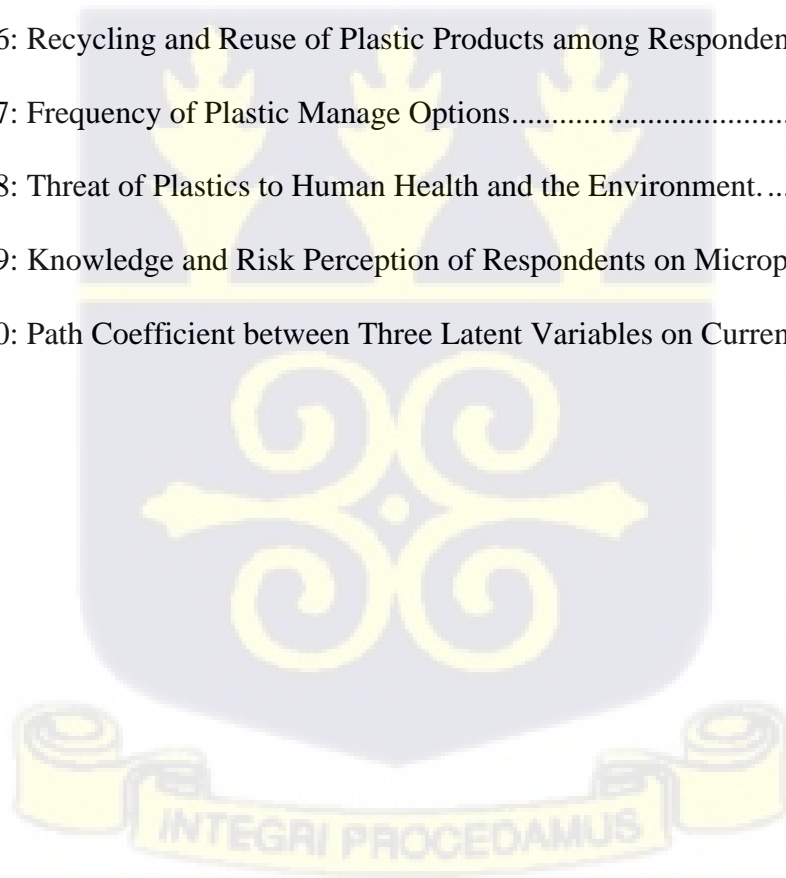 6: Recycling and Reuse of Plastic Products among Responden
7: Frequency of Plastic Manage Options..................................
8: Threat of Plastics to Human Health and the Environment. ...
9: Knowledge and Risk Perception of Respondents on Microp
0: Path Coefficient between Three Latent Variables on Curren
INTEGRI PROCEDAMUS